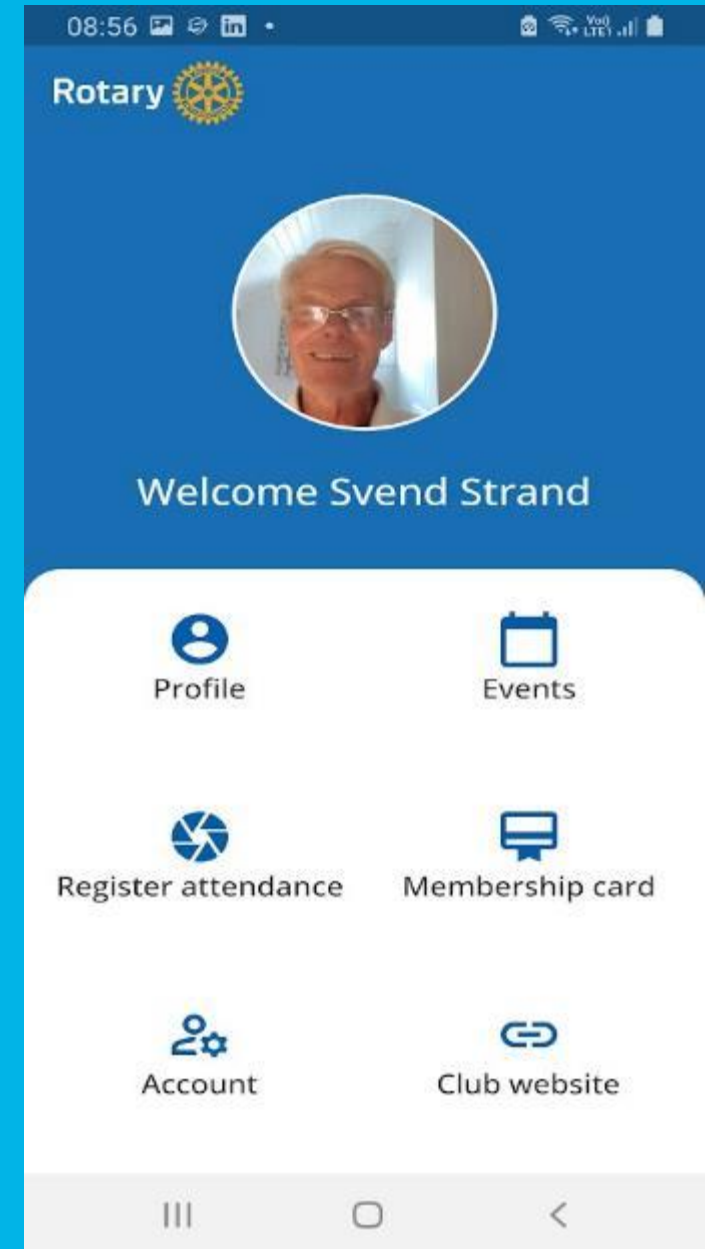 08:56
Rotary
Welcome Svend Strand
Profile
Events
Register attendance
Membership card
Account
Club website